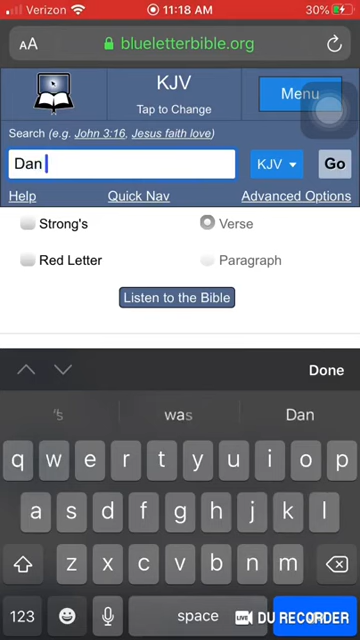 Verizon 11:18 AM 30%
AA blueletterbible.org
KJV
Tap to Change
Menu
Search (e.g. John 3:16, Jesus faith love)
Dan
KJV
Go
Help Quick Nav Advanced Options
Strong's Verse
Red Letter Paragraph
Listen to the Bible
Done
's was Dan
q w e r t y u i o p
a s d f g h j k l
z x c v b n m
123 space
LIVE DU RECORDER